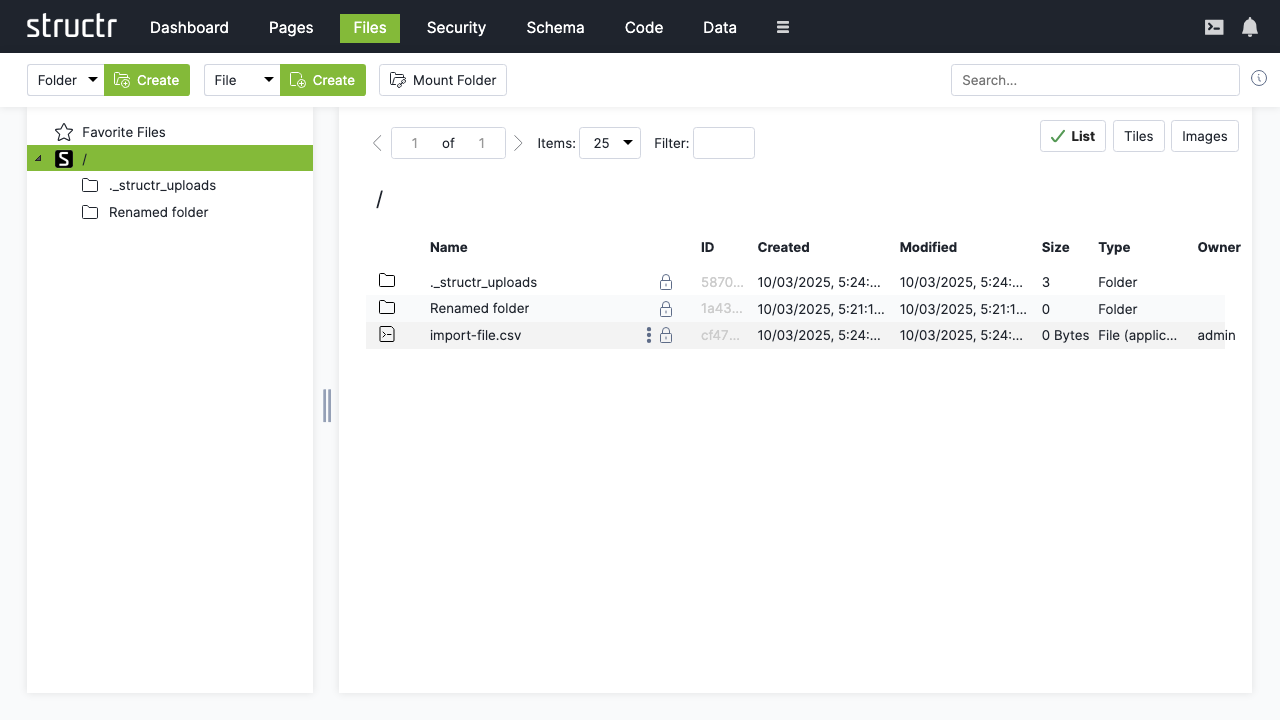 structr Dashboard Pages Files Security Schema Code Data
Folder Create File Create Mount Folder Search...
Favorite Files
/
._structr_uploads
Renamed folder
1 of 1 Items: 25 Filter: List Tiles Images
/
Name ID Created Modified Size Type Owner
._structr_uploads 5870... 10/03/2025, 5:24:... 10/03/2025, 5:24:... 3 Folder
Renamed folder 1a43... 10/03/2025, 5:21:1... 10/03/2025, 5:21:1... 0 Folder
import-file.csv cf47... 10/03/2025, 5:24:... 10/03/2025, 5:24:... 0 Bytes File (applic... admin